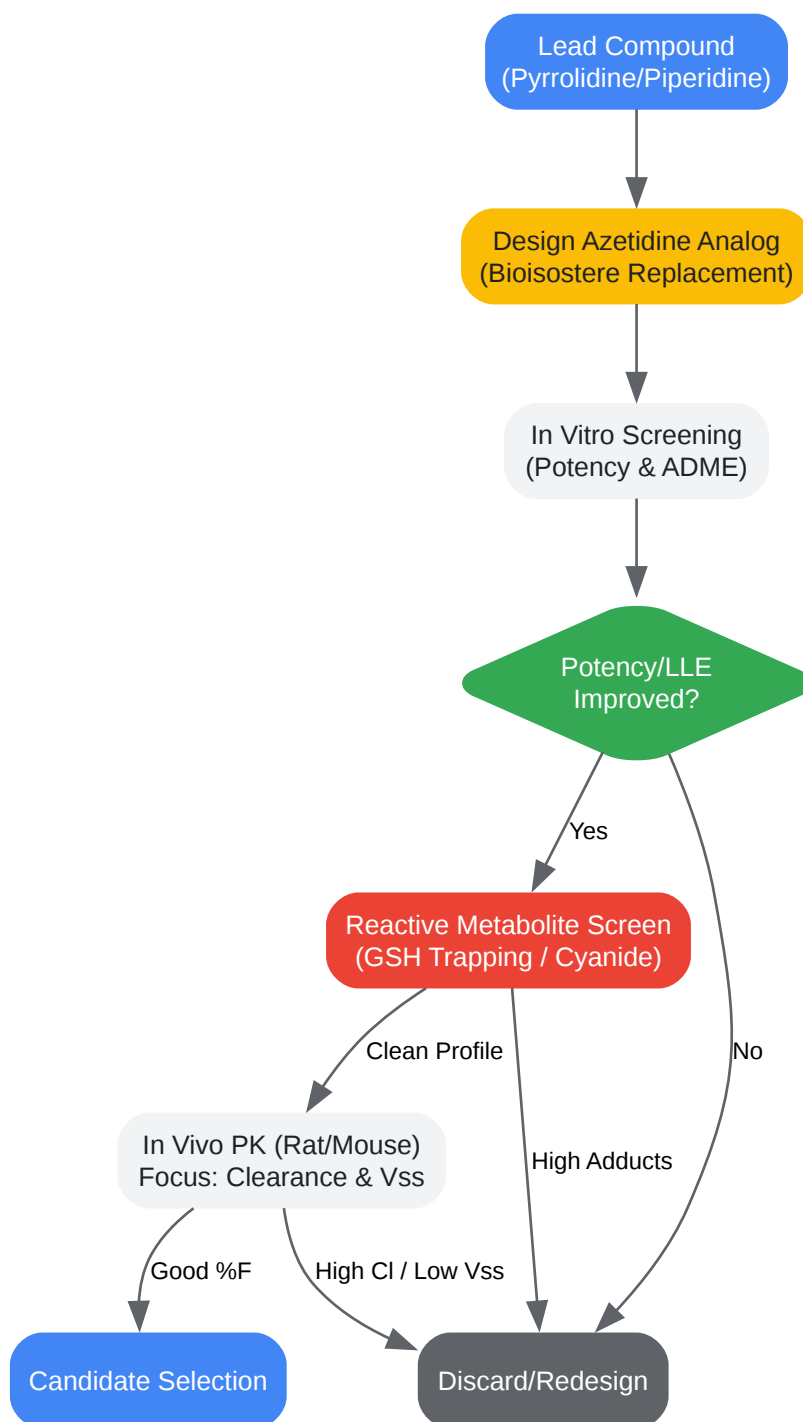 Lead Compound
(Pyrrolidine/Piperidine)
Design Azetidine Analog
(Bioisostere Replacement)
In Vitro Screening
(Potency & ADME)
Potency/LLE
Improved?
Yes
Reactive Metabolite Screen
(GSH Trapping / Cyanide)
Clean Profile
No
In Vivo PK (Rat/Mouse)
Focus: Clearance & Vss
High Adducts
Good %F
High Cl / Low Vss
Candidate Selection
Discard/Redesign